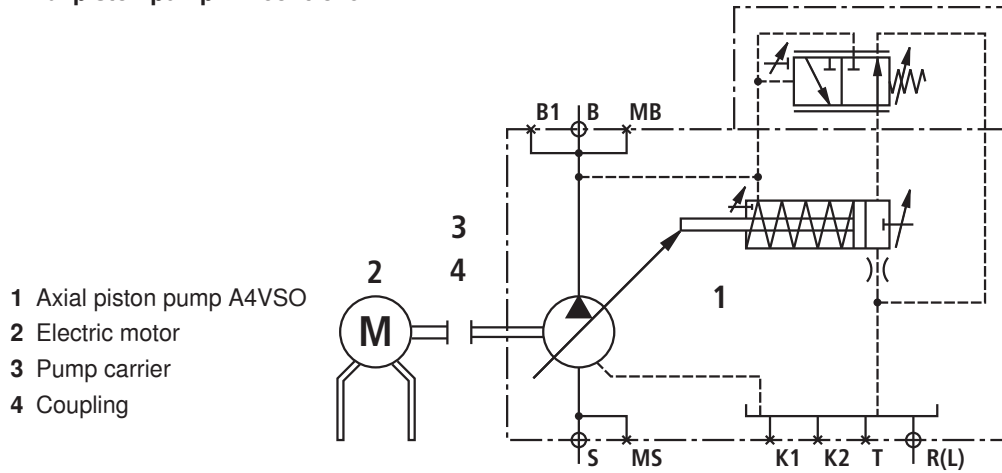 B1 B MB
3
4
2
1
M
1 Axial piston pump A4VSO
2 Electric motor
3 Pump carrier
4 Coupling
S MS K1 K2 T R(L)